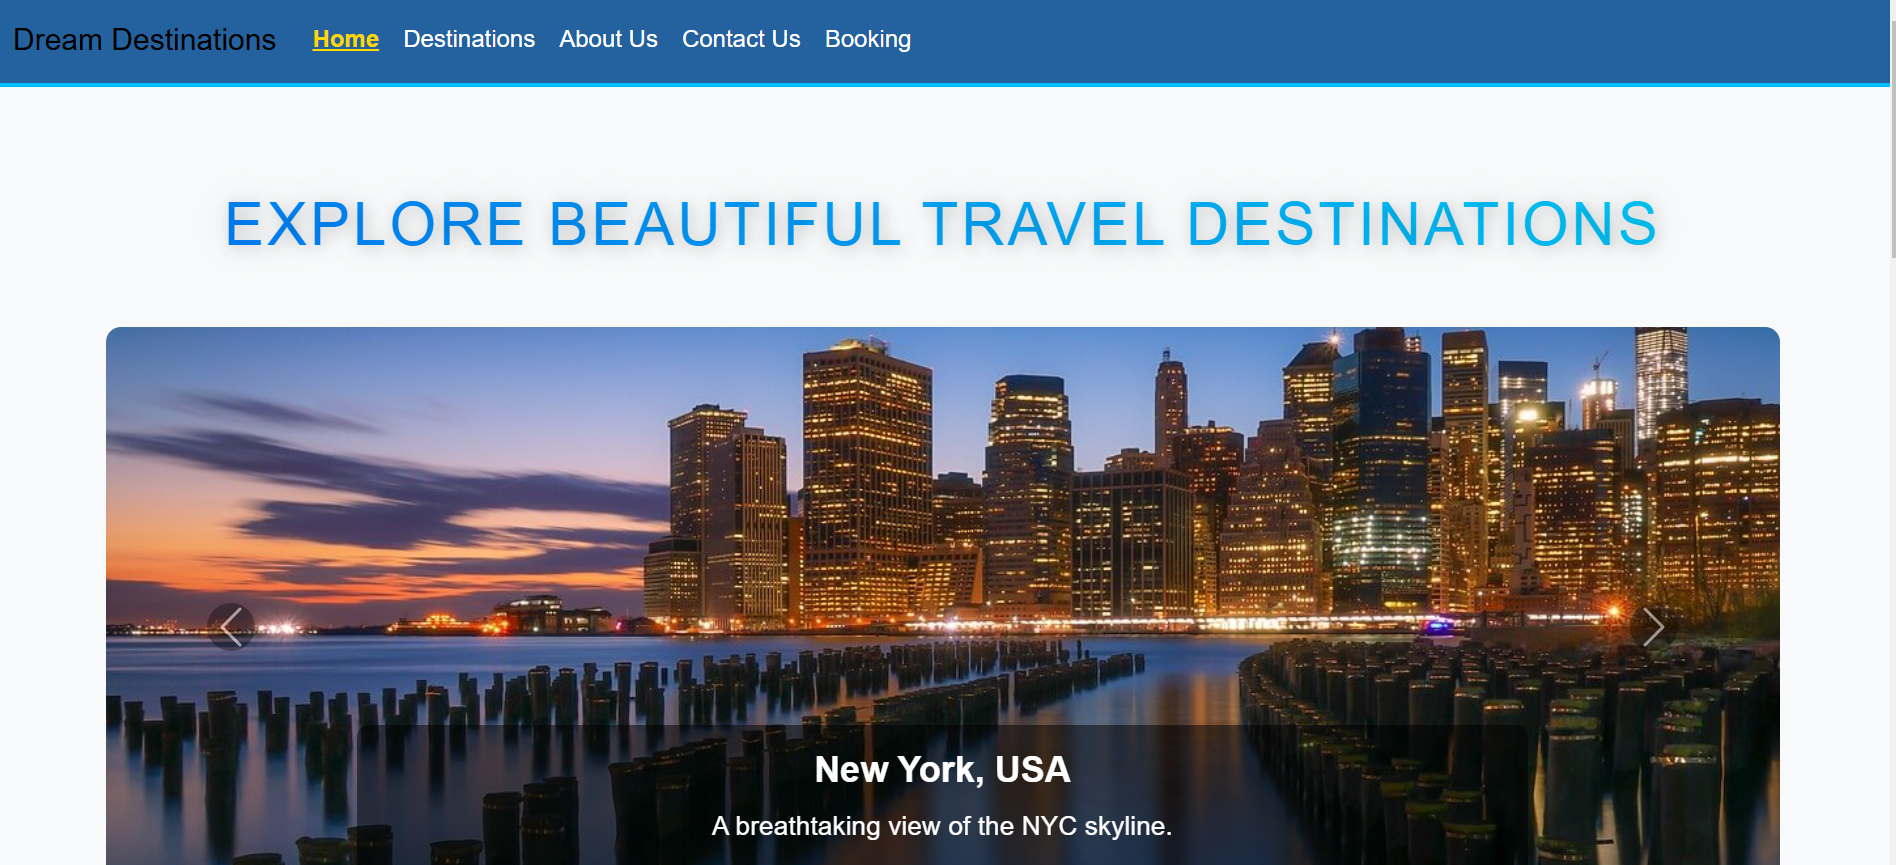 Dream Destinations Home Destinations About Us Contact Us Booking
EXPLORE BEAUTIFUL TRAVEL DESTINATIONS
New York, USA
A breathtaking view of the NYC skyline.